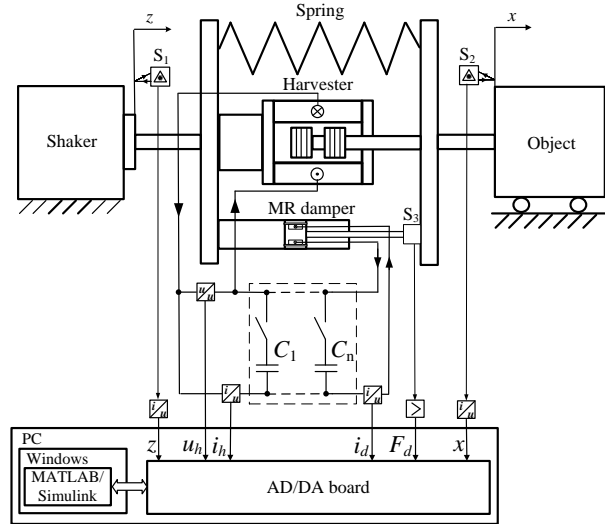 Spring
z
x
S1
S2
Harvester
Shaker
Object
MR damper
S3
u
u
C1
Cn
i
u
i
u
i
u
>
i
u
z
uh
ih
id
Fd
x
PC
Windows
MATLAB/
Simulink
AD/DA board